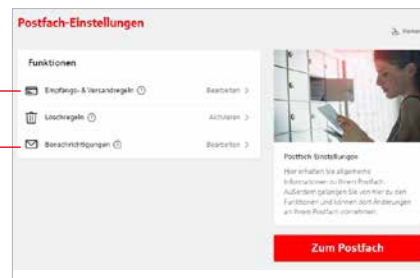 Postfach-Einstellungen
Funktionen
Empfangs- & Versandregeln
Bearbeiten
Löschregeln
Aktivieren
Benachrichtigungen
Bearbeiten
Postfach Einstellungen
Hier erhalten Sie allgemeine
Informationen zu Ihrem Postfach.
Außerdem gelangen Sie von hier zu den
Funktionen und können dort Änderungen
an Ihrem Postfach vornehmen.
Zum Postfach